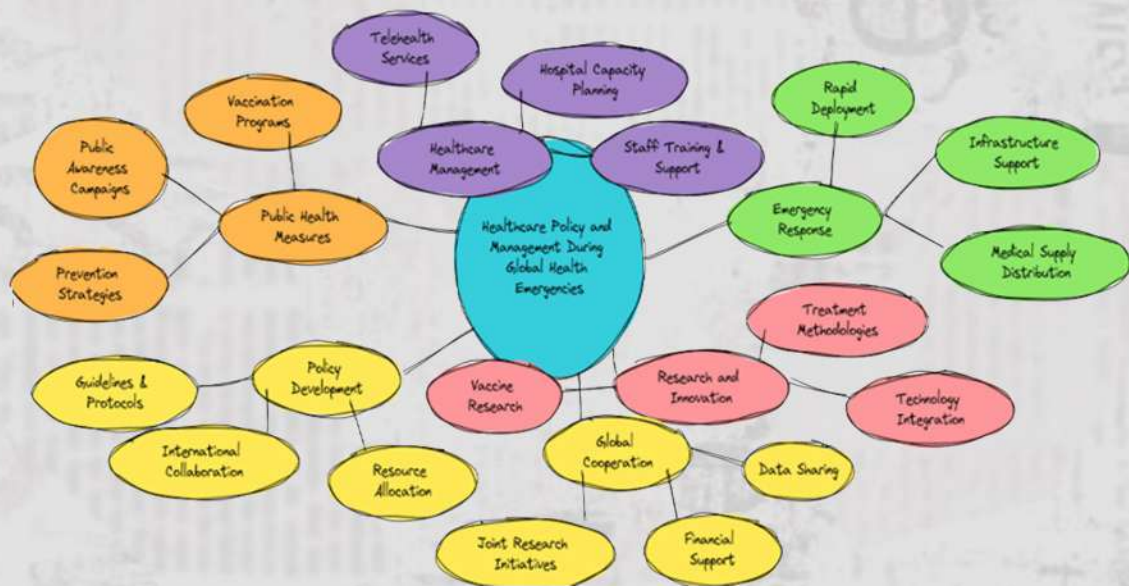 Telehealth
Services
Hospital Capacity
Planning
Rapid
Deployment
Vaccination
Programs
Public
Awareness
Campaigns
Healthcare
Management
Staff Training &
Support
Infrastructure
Support
Public Health
Measures
Healthcare Policy and
Management During
Global Health
Emergencies
Emergency
Response
Prevention
Strategies
Medical Supply
Distribution
Treatment
Methodologies
Policy
Development
Guidelines &
Protocols
Vaccine
Research
Research and
Innovation
Technology
Integration
International
Collaboration
Resource
Allocation
Global
Cooperation
Data Sharing
Joint Research
Initiatives
Financial
Support